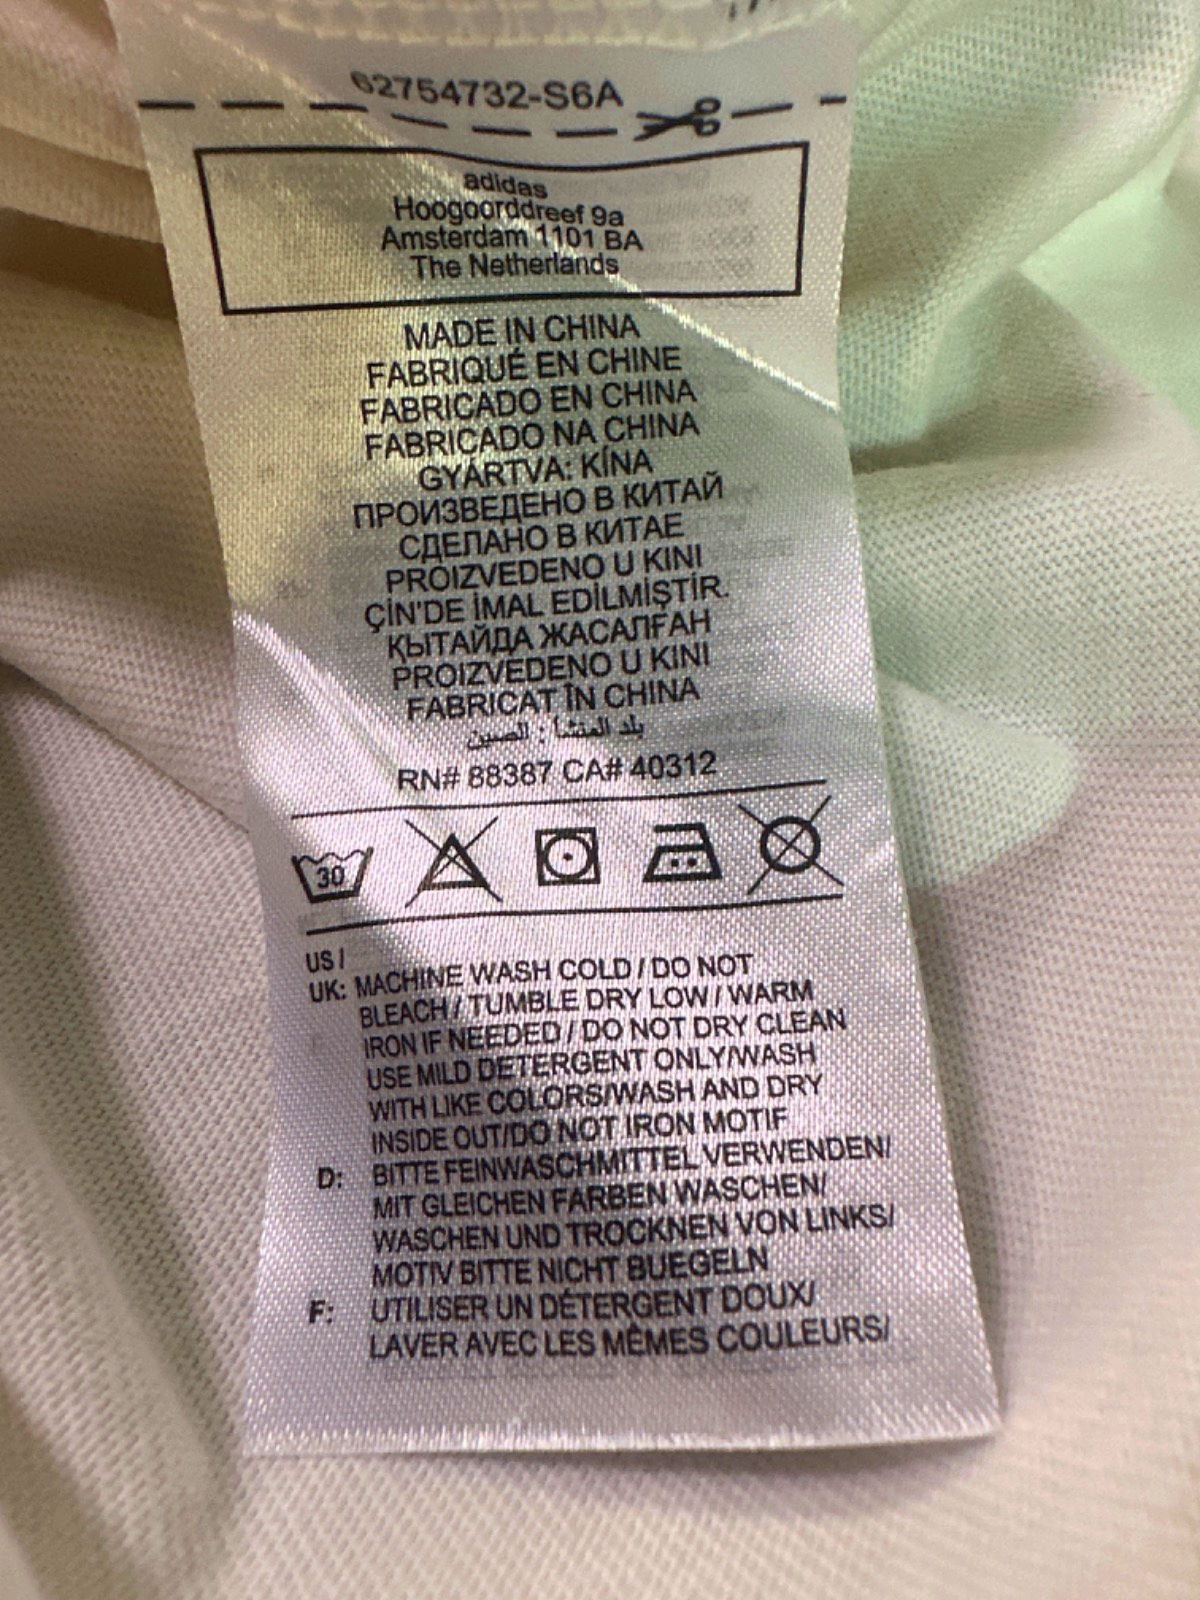 62754732-S6A
adidas
Hoogoorddreef 9a
Amsterdam 1101 BA
The Netherlands
MADE IN CHINA
FABRIQUÉ EN CHINE
FABRICADO EN CHINA
FABRICADO NA CHINA
GYÁRTVA: KÍNA
ПРОИЗВЕДЕНО В КИТАЙ
СДЕЛАНО В КИТАЕ
PROIZVEDENO U KINI
ÇİN'DE İMAL EDİLMİŞTİR.
ҚЫТАЙДА ЖАСАЛҒАН
PROIZVEDENO U KINI
FABRICAT ÎN CHINA
بلد المنشأ : الصين
RN# 88387 CA# 40312
30
US /
UK: MACHINE WASH COLD / DO NOT
BLEACH / TUMBLE DRY LOW / WARM
IRON IF NEEDED / DO NOT DRY CLEAN
USE MILD DETERGENT ONLY/WASH
WITH LIKE COLORS/WASH AND DRY
INSIDE OUT/DO NOT IRON MOTIF
D: BITTE FEINWASCHMITTEL VERWENDEN/
MIT GLEICHEN FARBEN WASCHEN/
WASCHEN UND TROCKNEN VON LINKS/
MOTIV BITTE NICHT BUEGELN
F: UTILISER UN DÉTERGENT DOUX/
LAVER AVEC LES MÊMES COULEURS/